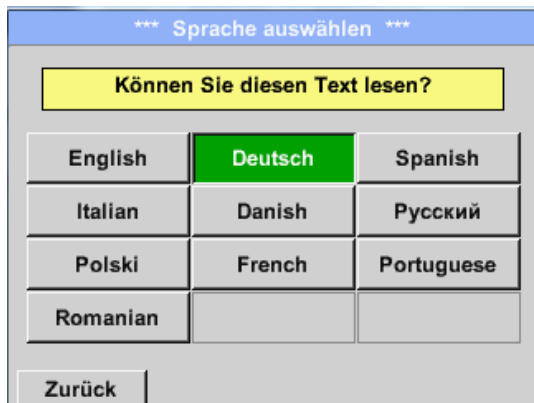 *** Sprache auswählen ***
Können Sie diesen Text lesen?
English Deutsch Spanish
Italian Danish Русский
Polski French Portuguese
Romanian
Zurück